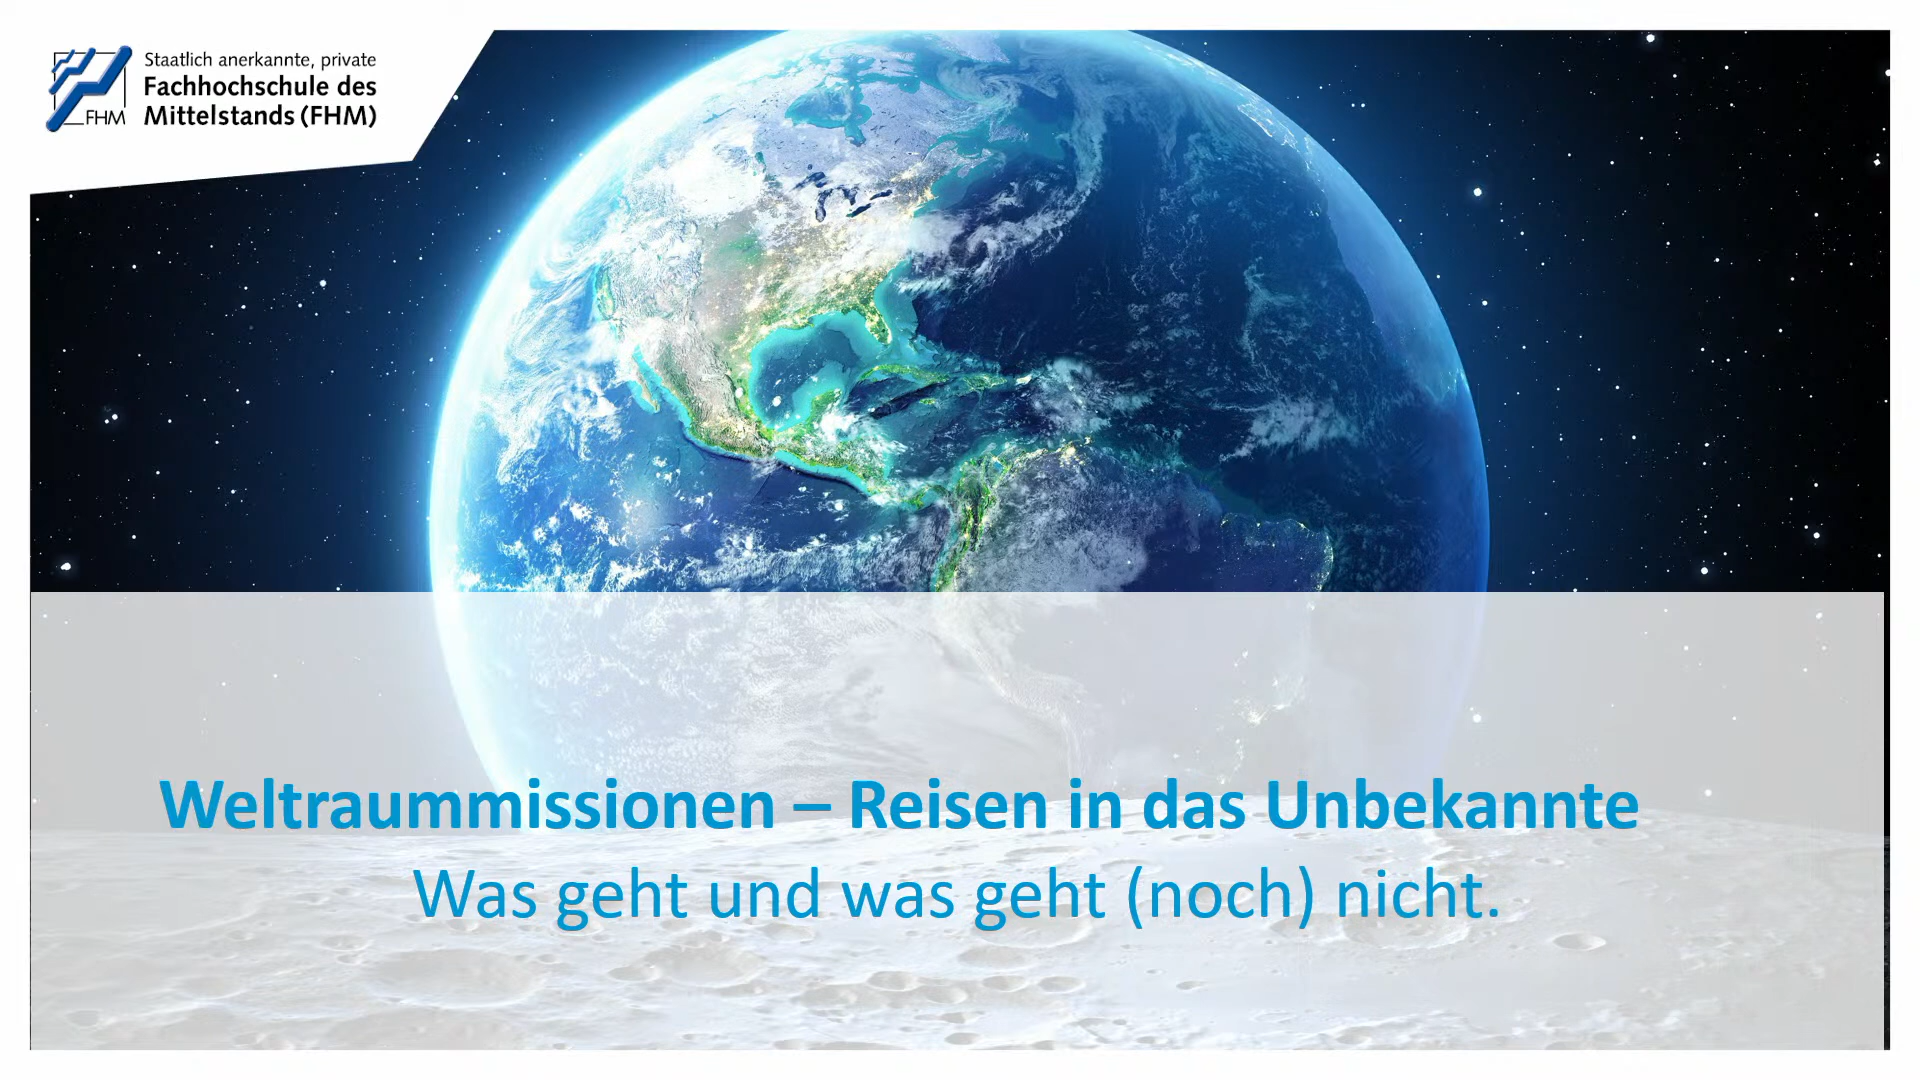 Staatlich anerkannte, private
Fachhochschule des
Mittelstands (FHM)
FHM
Weltraummissionen – Reisen in das Unbekannte
Was geht und was geht (noch) nicht.